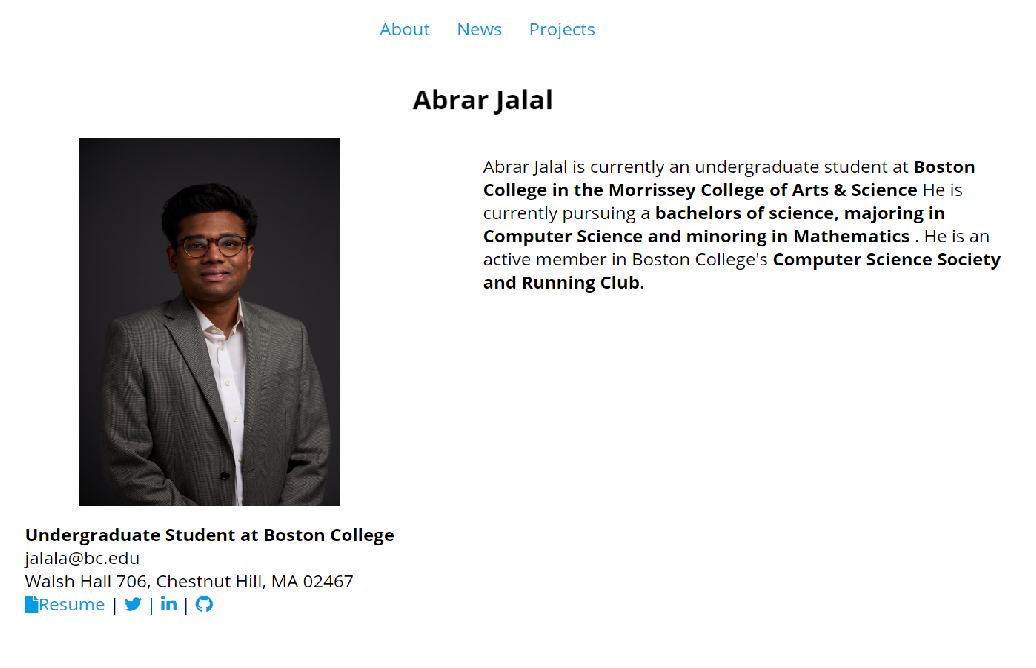 About News Projects
Abrar Jalal
Abrar Jalal is currently an undergraduate student at Boston
College in the Morrissey College of Arts & Science He is
currently pursuing a bachelors of science, majoring in
Computer Science and minoring in Mathematics . He is an
active member in Boston College's Computer Science Society
and Running Club.
Undergraduate Student at Boston College
jalala@bc.edu
Walsh Hall 706, Chestnut Hill, MA 02467
Resume | | |